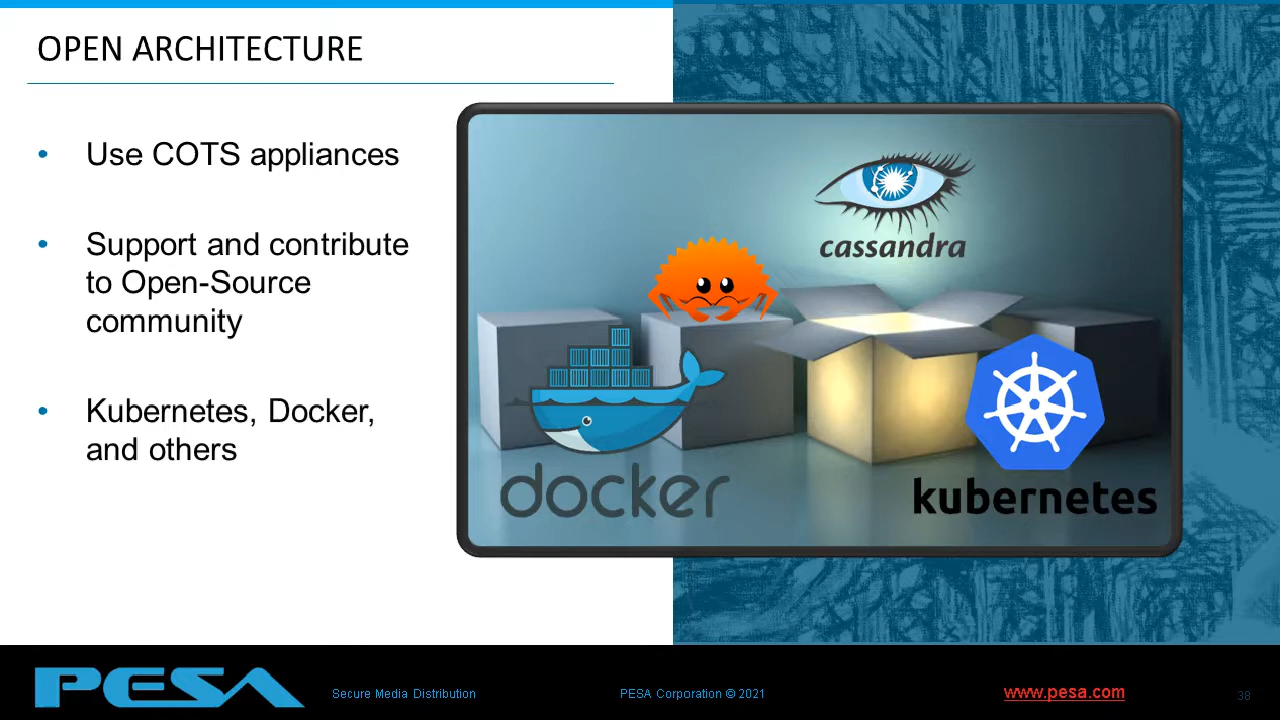 OPEN ARCHITECTURE
• Use COTS appliances
• Support and contribute
to Open-Source
community
• Kubernetes, Docker,
and others
cassandra
docker
kubernetes
PESA
Secure Media Distribution
PESA Corporation © 2021
www.pesa.com
38